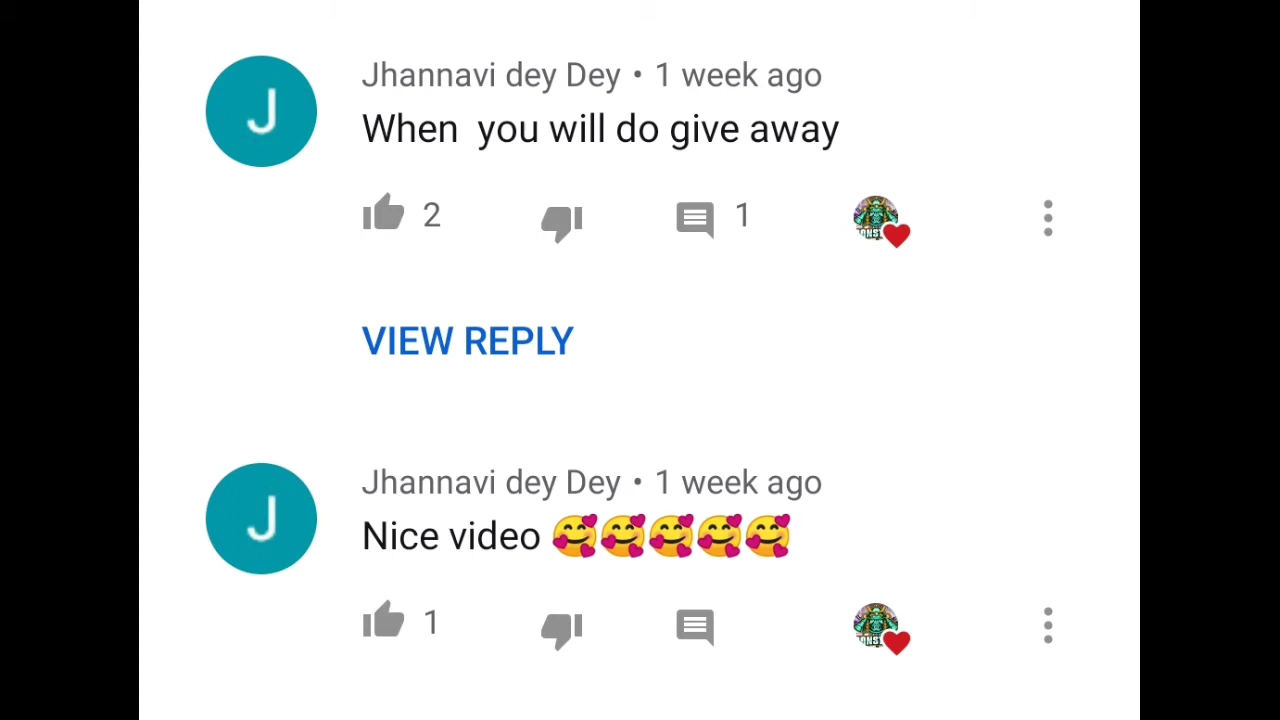 J
Jhannavi dey Dey • 1 week ago
When  you will do give away
2
1
VIEW REPLY
J
Jhannavi dey Dey • 1 week ago
Nice video 🥰🥰🥰🥰🥰
1